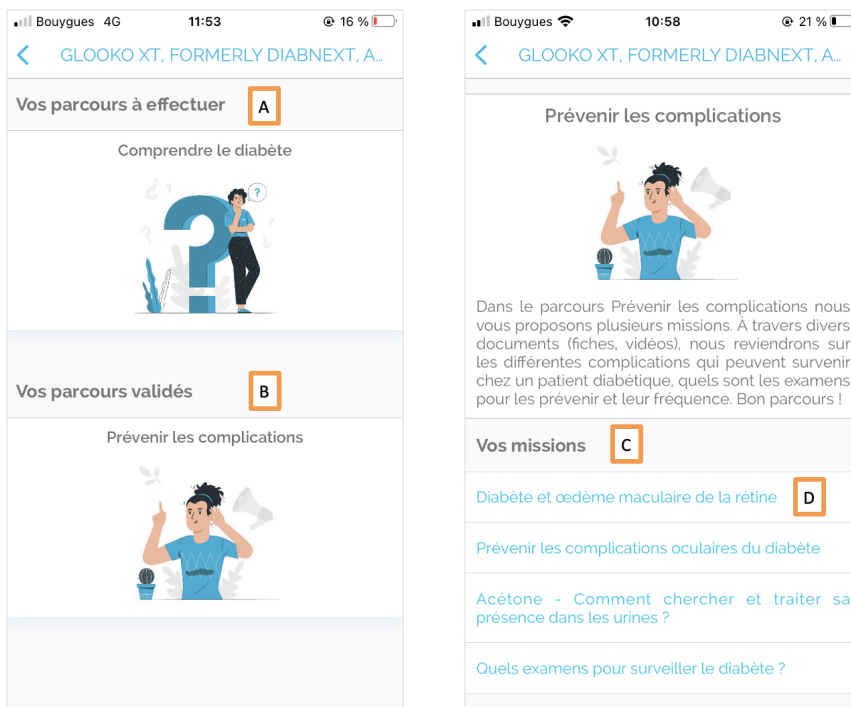 Bouygues 4G 11:53 16 %
GLOOKO XT, FORMERLY DIABNEXT, A...
Vos parcours à effectuer A
Comprendre le diabète
? ? ? ? ?
Vos parcours validés B
Prévenir les complications
Bouygues 10:58 21 %
GLOOKO XT, FORMERLY DIABNEXT, A...
Prévenir les complications
Dans le parcours Prévenir les complications nous
vous proposons plusieurs missions. À travers divers
documents (fiches, vidéos), nous reviendrons sur
les différentes complications qui peuvent survenir
chez un patient diabétique, quels sont les examens
pour les prévenir et leur fréquence. Bon parcours !
Vos missions C
Diabète et œdème maculaire de la rétine D
Prévenir les complications oculaires du diabète
Acétone - Comment chercher et traiter sa
présence dans les urines ?
Quels examens pour surveiller le diabète ?